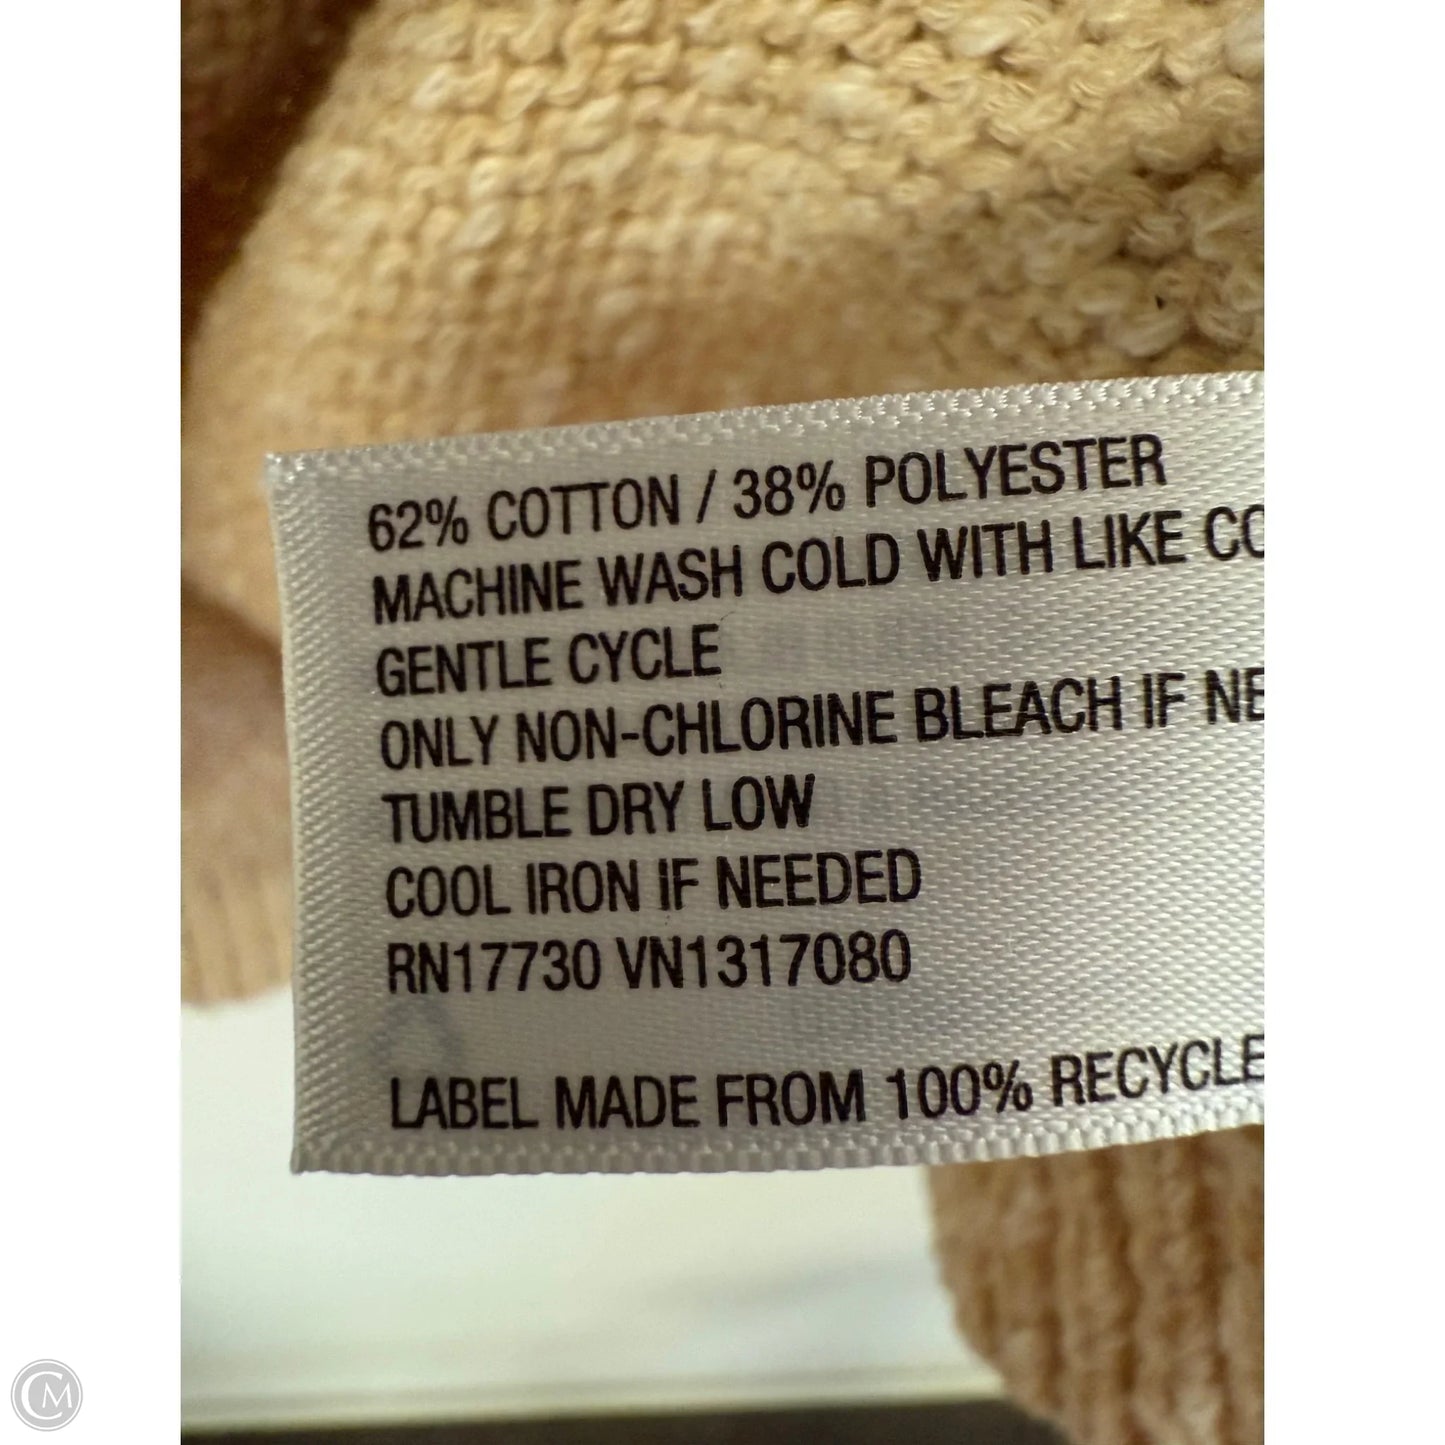 62% COTTON / 38% POLYESTER
MACHINE WASH COLD WITH LIKE CO
GENTLE CYCLE
ONLY NON-CHLORINE BLEACH IF NE
TUMBLE DRY LOW
COOL IRON IF NEEDED
RN17730 VN1317080
LABEL MADE FROM 100% RECYCLE
CM